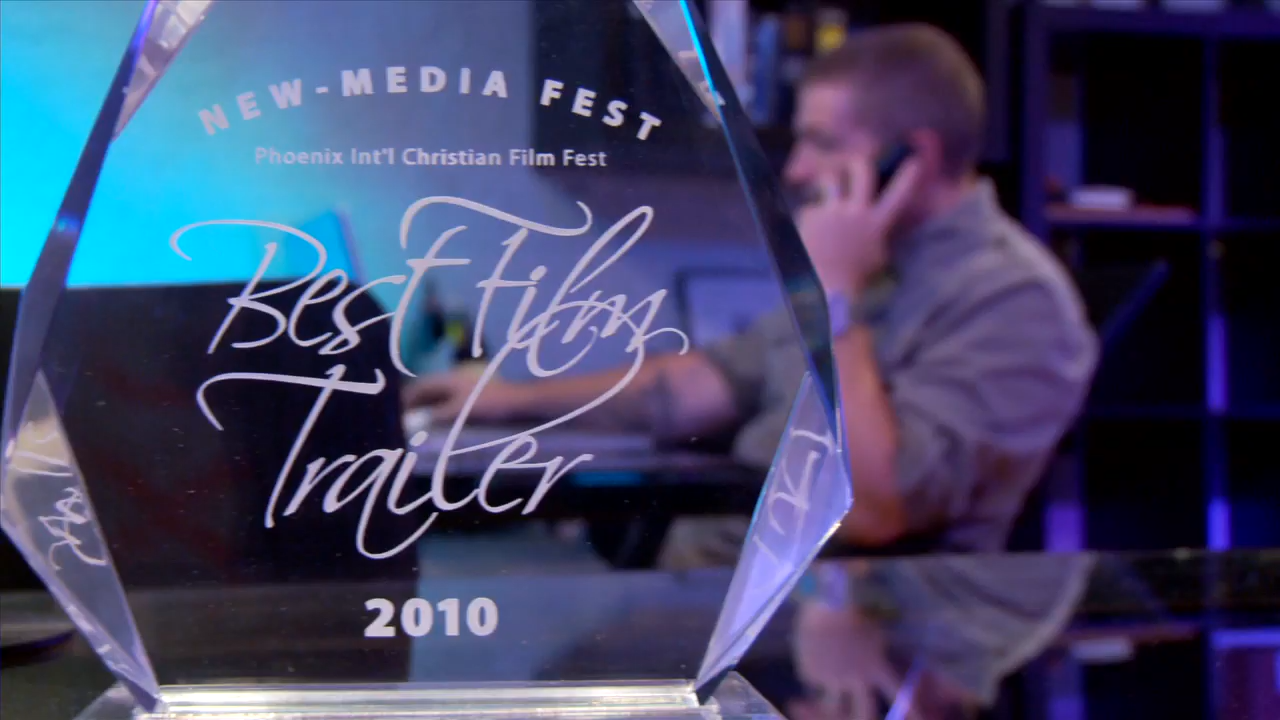 NEW-MEDIA FEST
Phoenix Int'l Christian Film Fest
Best Film
Trailer
2010